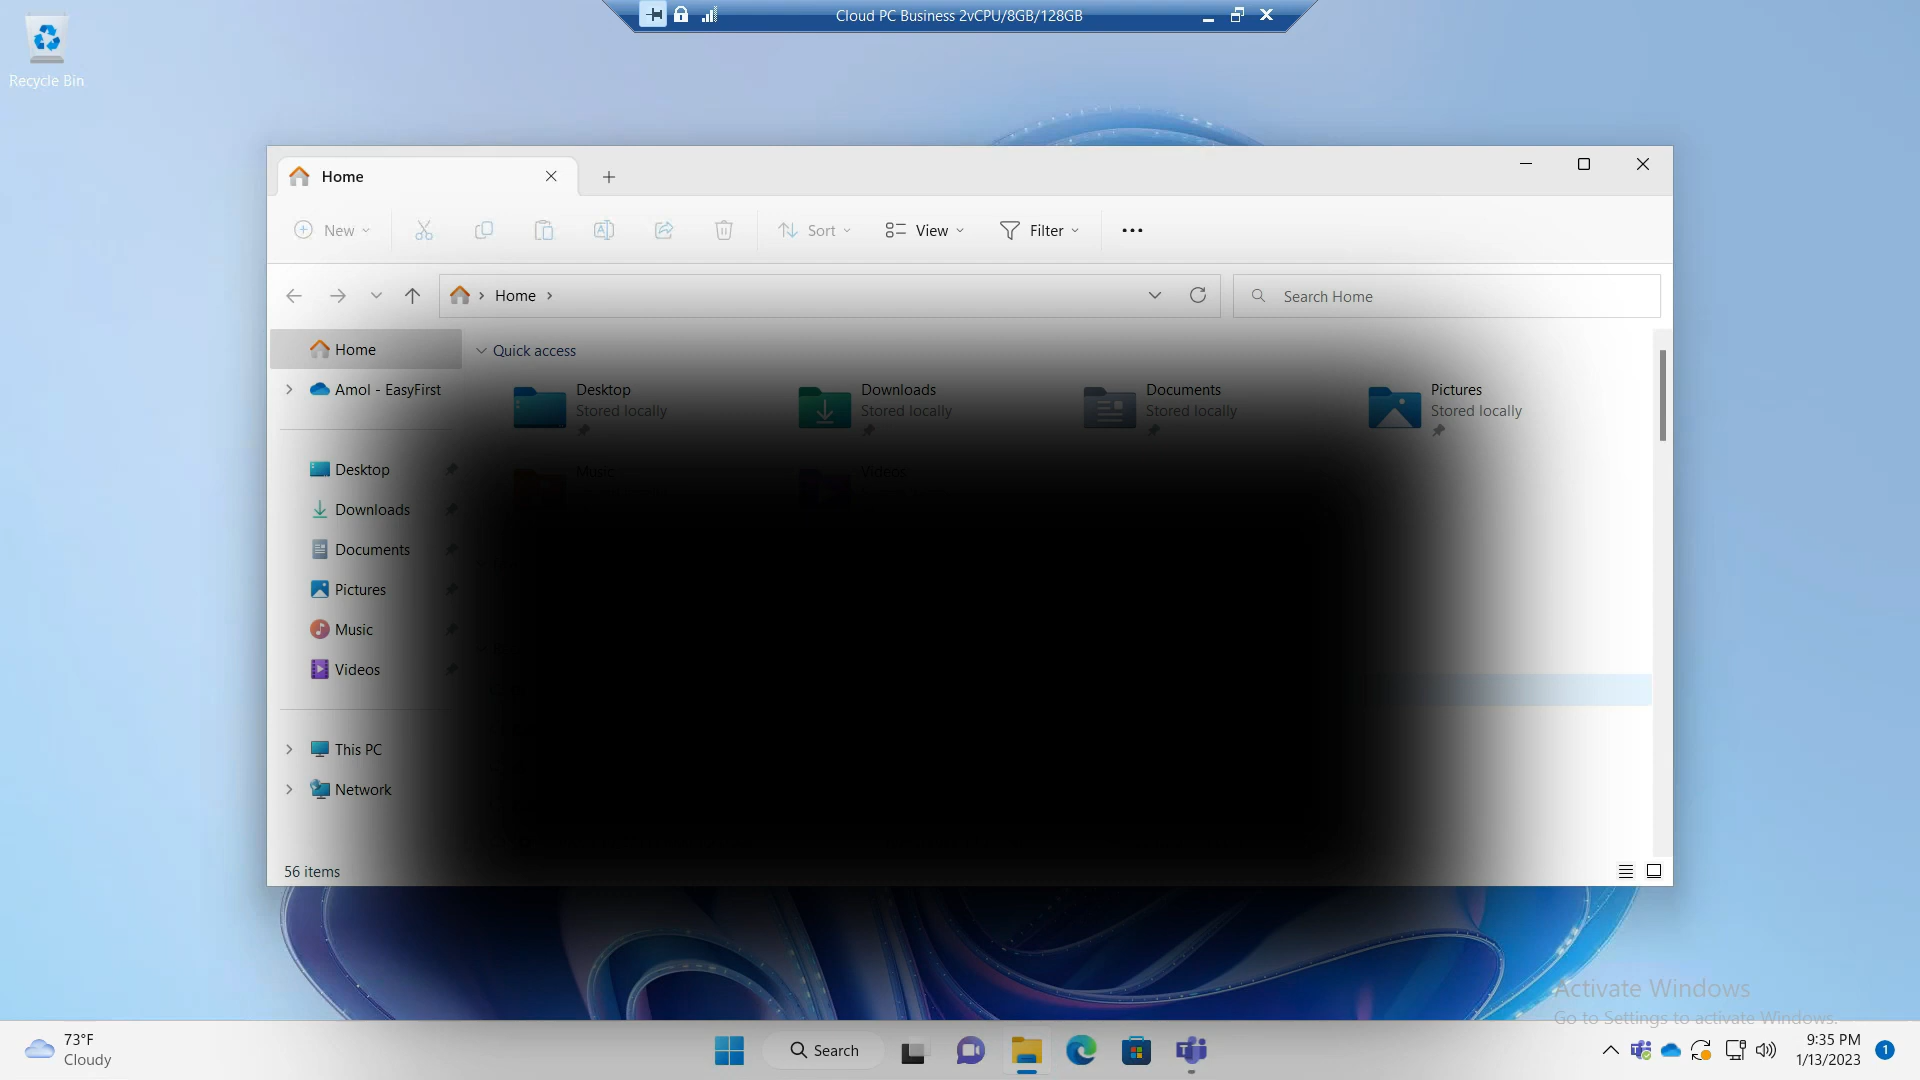 Cloud PC Business 2vCPU/8GB/128GB
Recycle Bin
Home
New
Sort
View
Filter
Home
Search Home
Home
Quick access
Amol - EasyFirst
Desktop
Stored locally
Downloads
Stored locally
Documents
Stored locally
Pictures
Stored locally
Music
Videos
Desktop
Downloads
Documents
Pictures
Music
Videos
This PC
Network
56 items
Activate Windows
Go to Settings to activate Windows.
73°F
Cloudy
Search
9:35 PM
1/13/2023
1